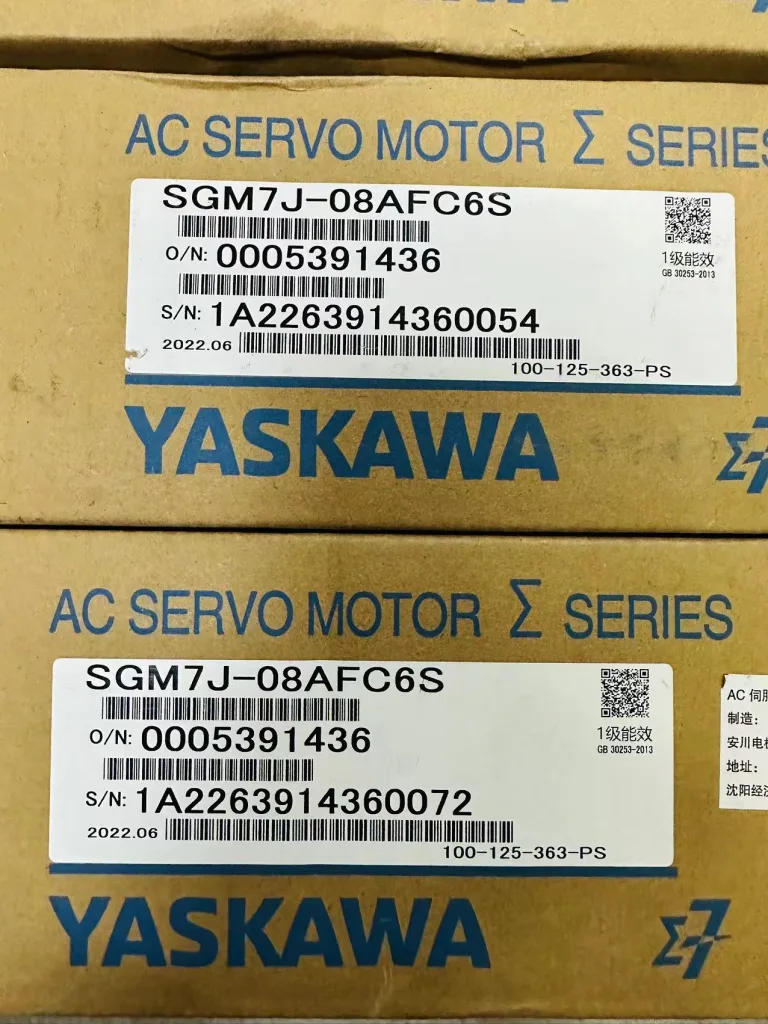 AC SERVO MOTOR Σ SERIES
SGM7J-08AFC6S
O/N: 0005391436
1级能效
GB 30253-2013
S/N: 1A2263914360054
2022.06
100-125-363-PS
YASKAWA
Σ-7
AC SERVO MOTOR Σ SERIES
SGM7J-08AFC6S
O/N: 0005391436
1级能效
GB 30253-2013
S/N: 1A2263914360072
2022.06
100-125-363-PS
AC 伺
制造：
安川电
地址：
沈阳经
YASKAWA
Σ-7